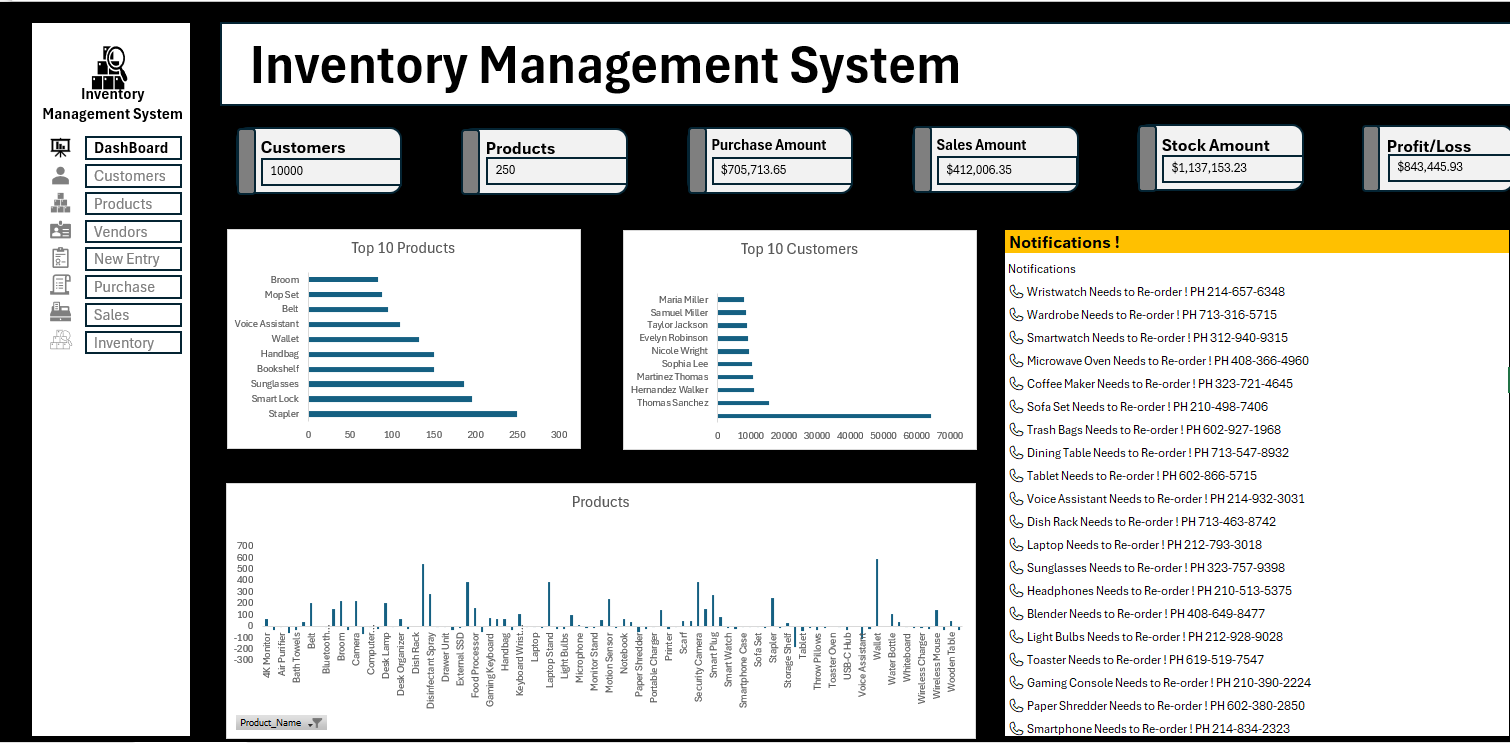 Inventory
Management System
DashBoard
Customers
Products
Vendors
New Entry
Purchase
Sales
Inventory
Inventory Management System
Customers
10000
Products
250
Purchase Amount
$705,713.65
Sales Amount
$412,006.35
Stock Amount
$1,137,153.23
Profit/Loss
$843,445.93
Top 10 Products
Broom
Mop Set
Belt
Voice Assistant
Wallet
Handbag
Bookshelf
Sunglasses
Smart Lock
Stapler
0 50 100 150 200 250 300
Top 10 Customers
Maria Miller
Samuel Miller
Taylor Jackson
Evelyn Robinson
Nicole Wright
Sophia Lee
Martinez Thomas
Hernandez Walker
Thomas Sanchez
0 10000 20000 30000 40000 50000 60000 70000
Notifications !
Notifications
Wristwatch Needs to Re-order ! PH 214-657-6348
Wardrobe Needs to Re-order ! PH 713-316-5715
Smartwatch Needs to Re-order ! PH 312-940-9315
Microwave Oven Needs to Re-order ! PH 408-366-4960
Coffee Maker Needs to Re-order ! PH 323-721-4645
Sofa Set Needs to Re-order ! PH 210-498-7406
Trash Bags Needs to Re-order ! PH 602-927-1968
Dining Table Needs to Re-order ! PH 713-547-8932
Tablet Needs to Re-order ! PH 602-866-5715
Voice Assistant Needs to Re-order ! PH 214-932-3031
Dish Rack Needs to Re-order ! PH 713-463-8742
Laptop Needs to Re-order ! PH 212-793-3018
Sunglasses Needs to Re-order ! PH 323-757-9398
Headphones Needs to Re-order ! PH 210-513-5375
Blender Needs to Re-order ! PH 408-649-8477
Light Bulbs Needs to Re-order ! PH 212-928-9028
Toaster Needs to Re-order ! PH 619-519-7547
Gaming Console Needs to Re-order ! PH 210-390-2224
Paper Shredder Needs to Re-order ! PH 602-380-2850
Smartphone Needs to Re-order ! PH 214-834-2323
Products
700
600
500
400
300
200
100
0
-100
-200
-300
4K Monitor
Air Purifier
Bath Towels
Belt
Bluetooth...
Broom
Camera
Computer...
Desk Lamp
Desk Organizer
Dish Rack
Disinfectant Spray
Drawer Unit
External SSD
Food Processor
Gaming Keyboard
Handbag
Keyboard Wrist...
Laptop
Laptop Stand
Light Bulbs
Microphone
Monitor Stand
Motion Sensor
Notebook
Paper Shredder
Portable Charger
Printer
Scarf
Security Camera
Smart Plug
Smart Watch
Smartphone Case
Sofa Set
Stapler
Storage Shelf
Tablet
Throw Pillows
Toaster Oven
USB-C Hub
Voice Assistant
Wallet
Water Bottle
Whiteboard
Wireless Charger
Wireless Mouse
Wooden Table
Product_Name